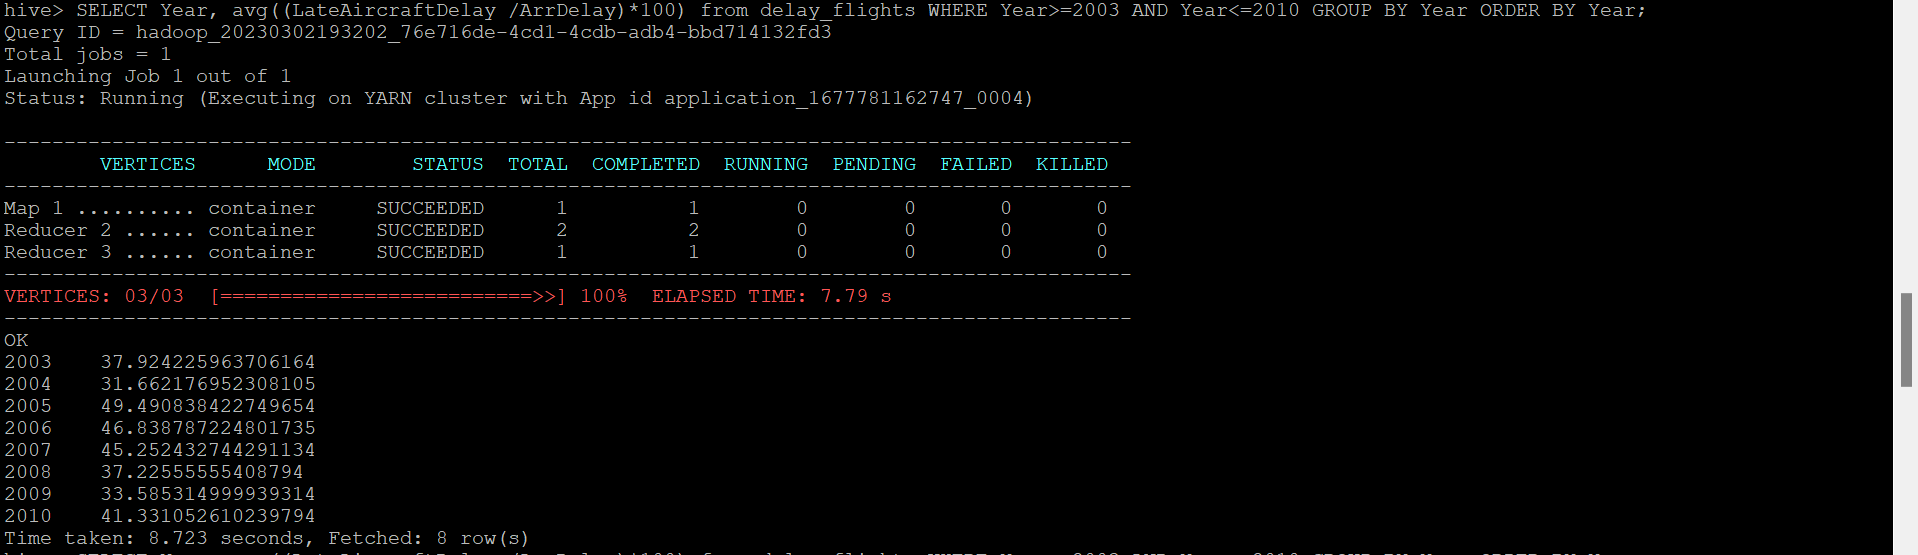 hive> SELECT Year, avg((LateAircraftDelay /ArrDelay)*100) from delay_flights WHERE Year>=2003 AND Year<=2010 GROUP BY Year ORDER BY Year;
Query ID = hadoop_20230302193202_76e716de-4cd1-4cdb-adb4-bbd714132fd3
Total jobs = 1
Launching Job 1 out of 1
Status: Running (Executing on YARN cluster with App id application_1677781162747_0004)
----------------------------------------------------------------------------------------------
VERTICES MODE STATUS TOTAL COMPLETED RUNNING PENDING FAILED KILLED
----------------------------------------------------------------------------------------------
Map 1 .......... container SUCCEEDED 1 1 0 0 0 0
Reducer 2 ...... container SUCCEEDED 2 2 0 0 0 0
Reducer 3 ...... container SUCCEEDED 1 1 0 0 0 0
----------------------------------------------------------------------------------------------
VERTICES: 03/03 [==========================>>] 100% ELAPSED TIME: 7.79 s
----------------------------------------------------------------------------------------------
OK
2003 37.924225963706164
2004 31.662176952308105
2005 49.490838422749654
2006 46.838787224801735
2007 45.252432744291134
2008 37.22555555408794
2009 33.585314999939314
2010 41.331052610239794
Time taken: 8.723 seconds, Fetched: 8 row(s)